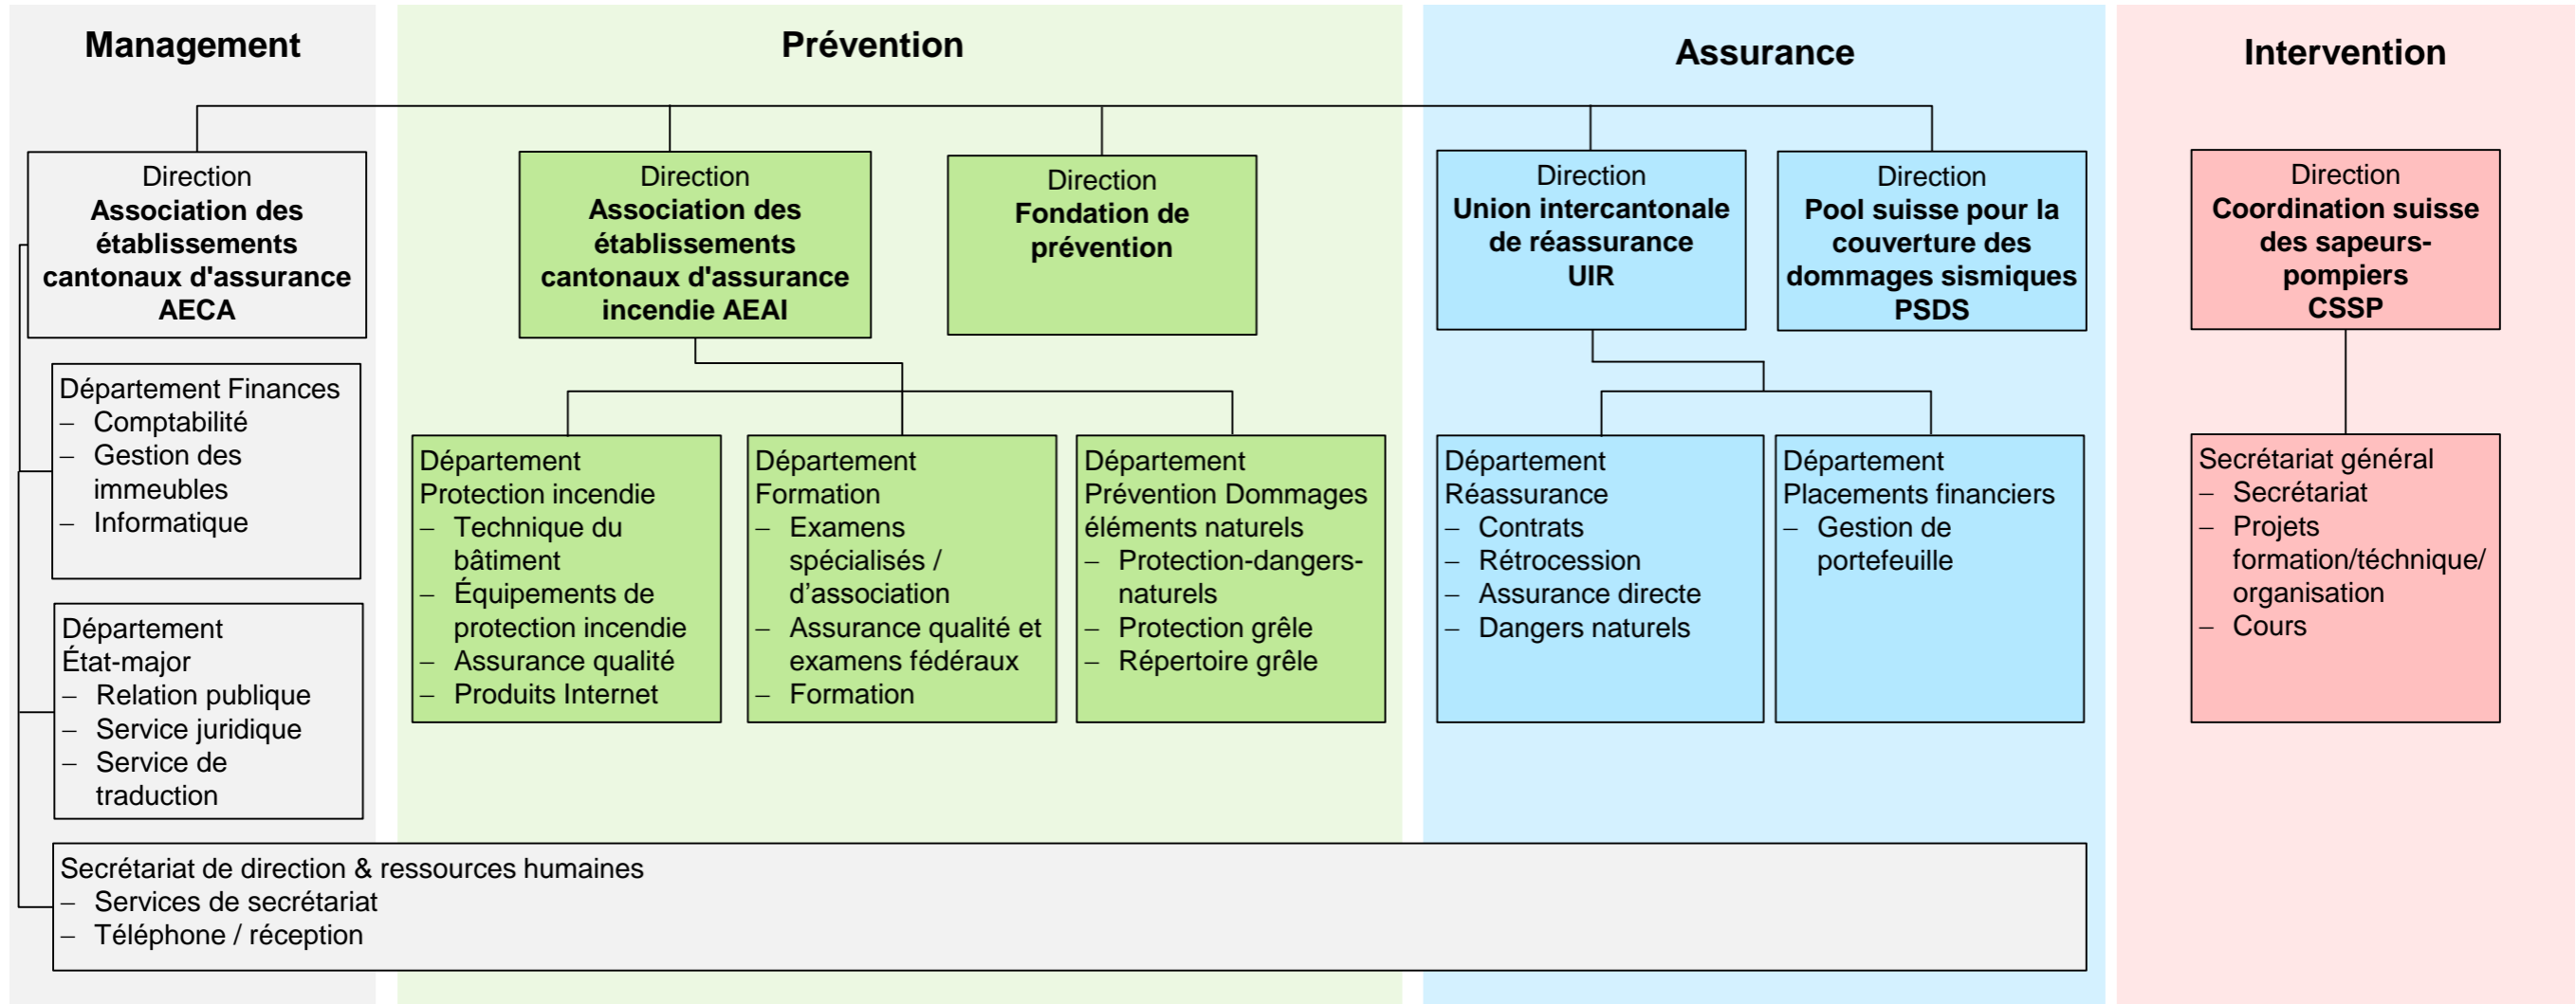 Management
Prévention
Assurance
Intervention
Direction
Association des
établissements
cantonaux d'assurance
AECA
Direction
Association des
établissements
cantonaux d'assurance
incendie AEAI
Direction
Fondation de
prévention
Direction
Union intercantonale
de réassurance
UIR
Direction
Pool suisse pour la
couverture des
dommages sismiques
PSDS
Direction
Coordination suisse
des sapeurs-
pompiers
CSSP
Département Finances
– Comptabilité
– Gestion des
immeubles
– Informatique
Département
État-major
– Relation publique
– Service juridique
– Service de
traduction
Département
Protection incendie
– Technique du
bâtiment
– Équipements de
protection incendie
– Assurance qualité
– Produits Internet
Département
Formation
– Examens
spécialisés /
d’association
– Assurance qualité et
examens fédéraux
– Formation
Département
Prévention Dommages
éléments naturels
– Protection-dangers-
naturels
– Protection grêle
– Répertoire grêle
Département
Réassurance
– Contrats
– Rétrocession
– Assurance directe
– Dangers naturels
Département
Placements financiers
– Gestion de
portefeuille
Secrétariat général
– Secrétariat
– Projets
formation/téchnique/
organisation
– Cours
Secrétariat de direction & ressources humaines
– Services de secrétariat
– Téléphone / réception